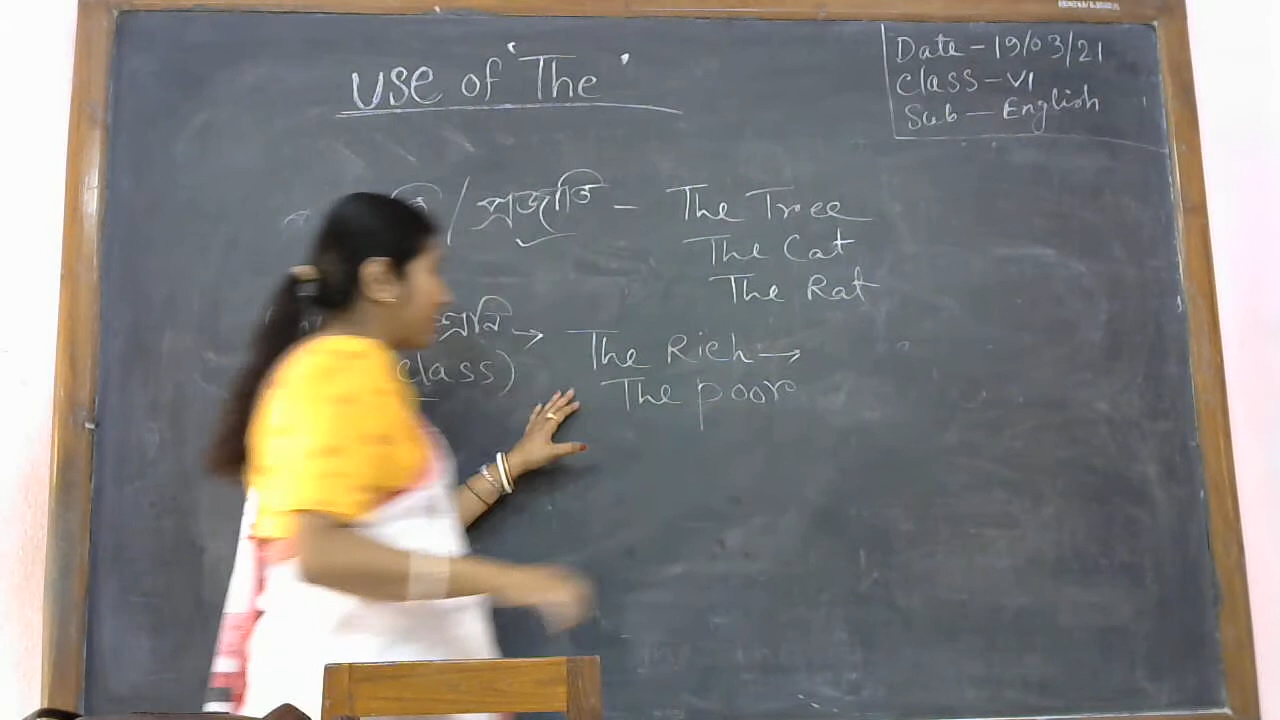 use of 'The'
Date - 19/03/21
Class - VI
Sub - English
/ প্রজাতি - The Tree
The Cat
The Rat
→ The Rich →
class) The poor